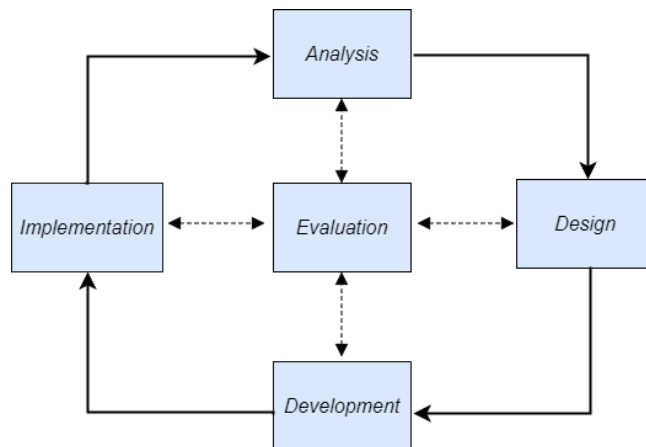 Analysis
Implementation
Evaluation
Design
Development